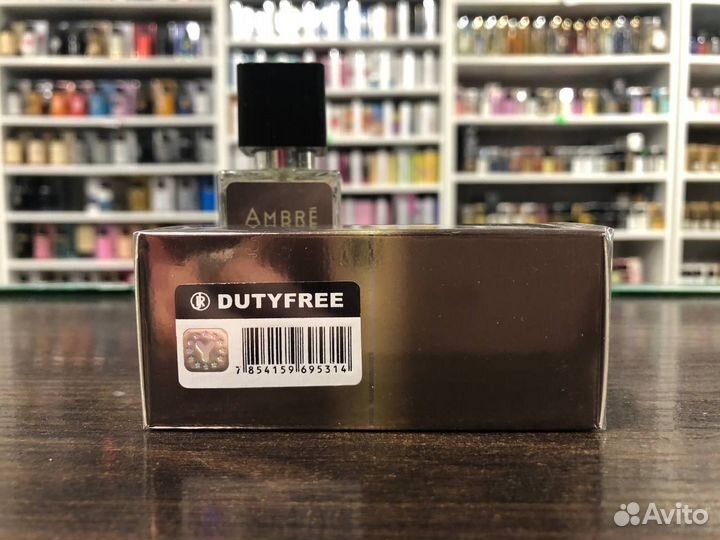 AMBRÉ
DUTYFREE
7 854159 695314
Avito